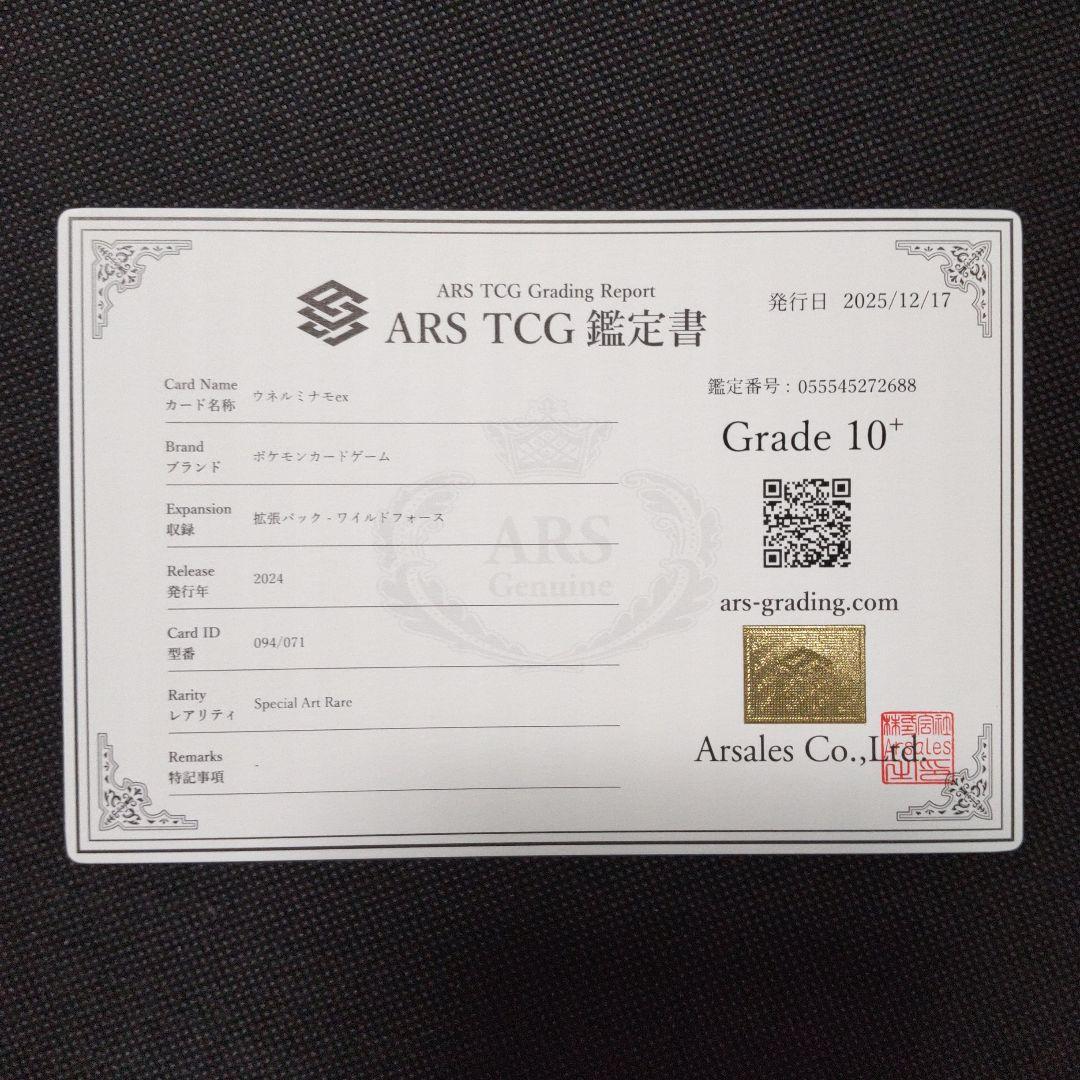 ARS TCG Grading Report
ARS TCG 鑑定書
発行日 2025/12/17
Card Name
カード名称
ウネルミナモex
Brand
ブランド
ポケモンカードゲーム
Expansion
収録
拡張パック - ワイルドフォース
Release
発行年
2024
Card ID
型番
094/071
Rarity
レアリティ
Special Art Rare
Remarks
特記事項
-
ARS
Genuine
鑑定番号 : 055545272688
Grade 10+
ars-grading.com
Arsales Co.,Ltd.
株式会社
Arsales